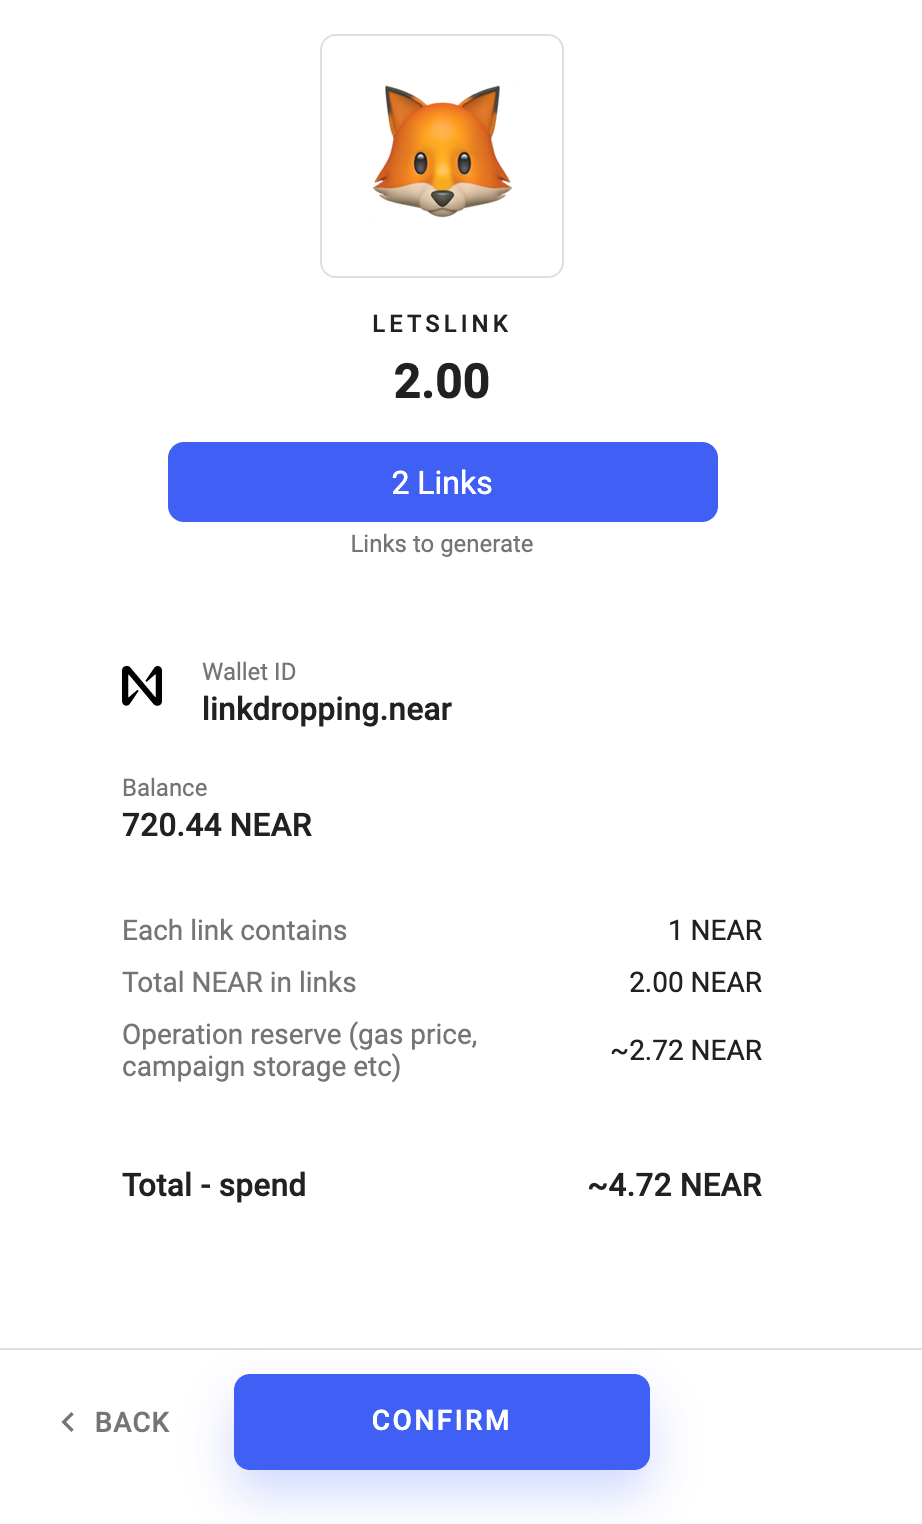 LETSLINK
2.00
2 Links
Links to generate
Wallet ID
linkdropping.near
Balance
720.44 NEAR
Each link contains 1 NEAR
Total NEAR in links 2.00 NEAR
Operation reserve (gas price,
campaign storage etc) ~2.72 NEAR
Total - spend ~4.72 NEAR
BACK CONFIRM